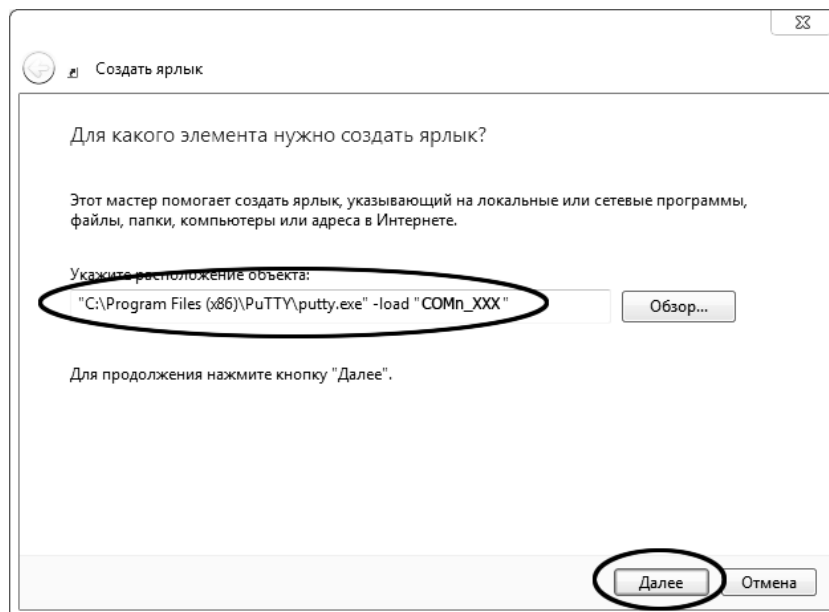 Создать ярлык
Для какого элемента нужно создать ярлык?
Этот мастер помогает создать ярлык, указывающий на локальные или сетевые программы,
файлы, папки, компьютеры или адреса в Интернете.
Укажите расположение объекта:
"C:\Program Files (x86)\PuTTY\putty.exe" -load "COMn_XXX"
Обзор...
Для продолжения нажмите кнопку "Далее".
Далее
Отмена